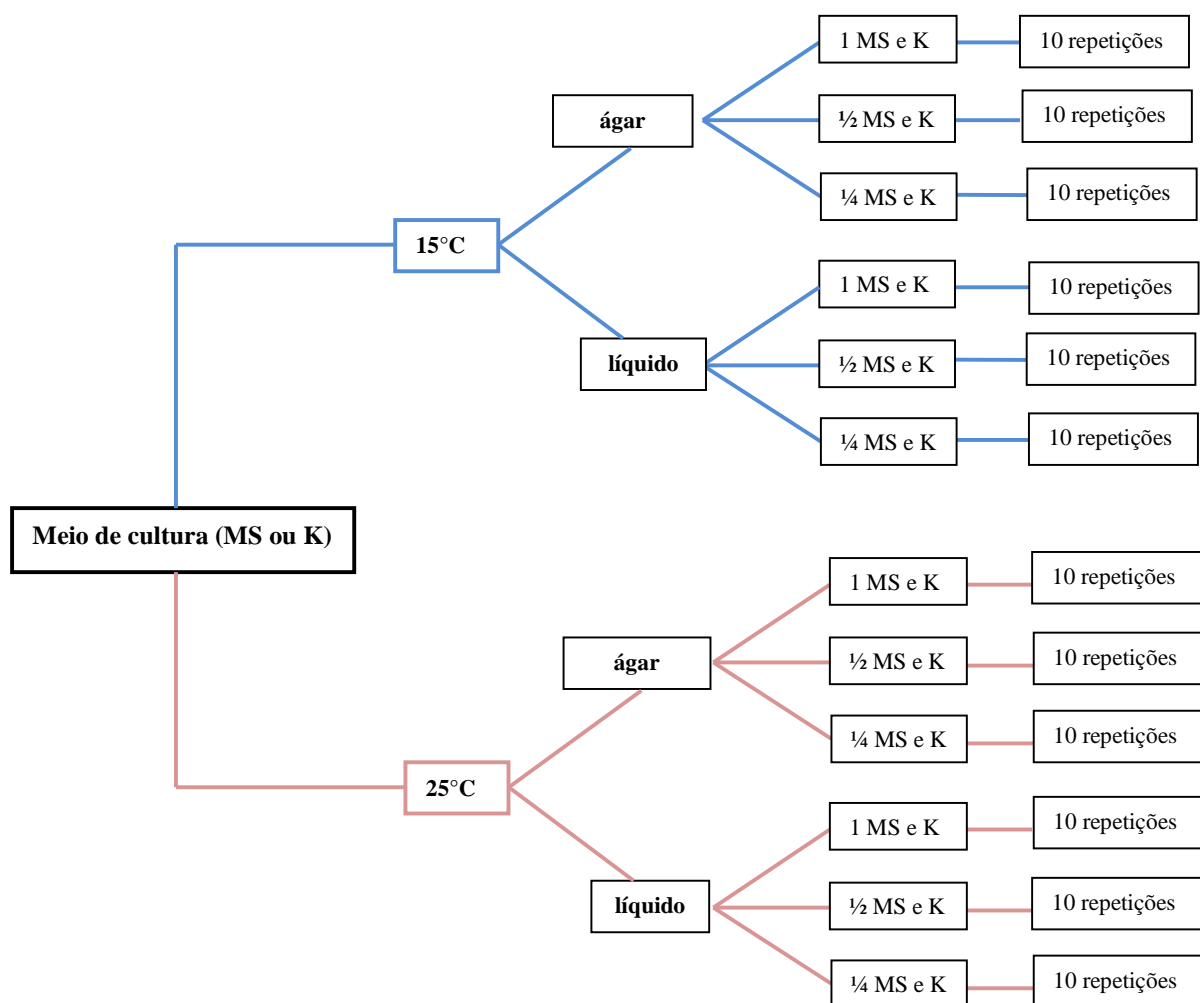 1 MS e K
10 repetições
ágar
½ MS e K
10 repetições
¼ MS e K
10 repetições
15°C
1 MS e K
10 repetições
líquido
½ MS e K
10 repetições
¼ MS e K
10 repetições
Meio de cultura (MS ou K)
1 MS e K
10 repetições
ágar
½ MS e K
10 repetições
¼ MS e K
10 repetições
25°C
1 MS e K
10 repetições
líquido
½ MS e K
10 repetições
¼ MS e K
10 repetições